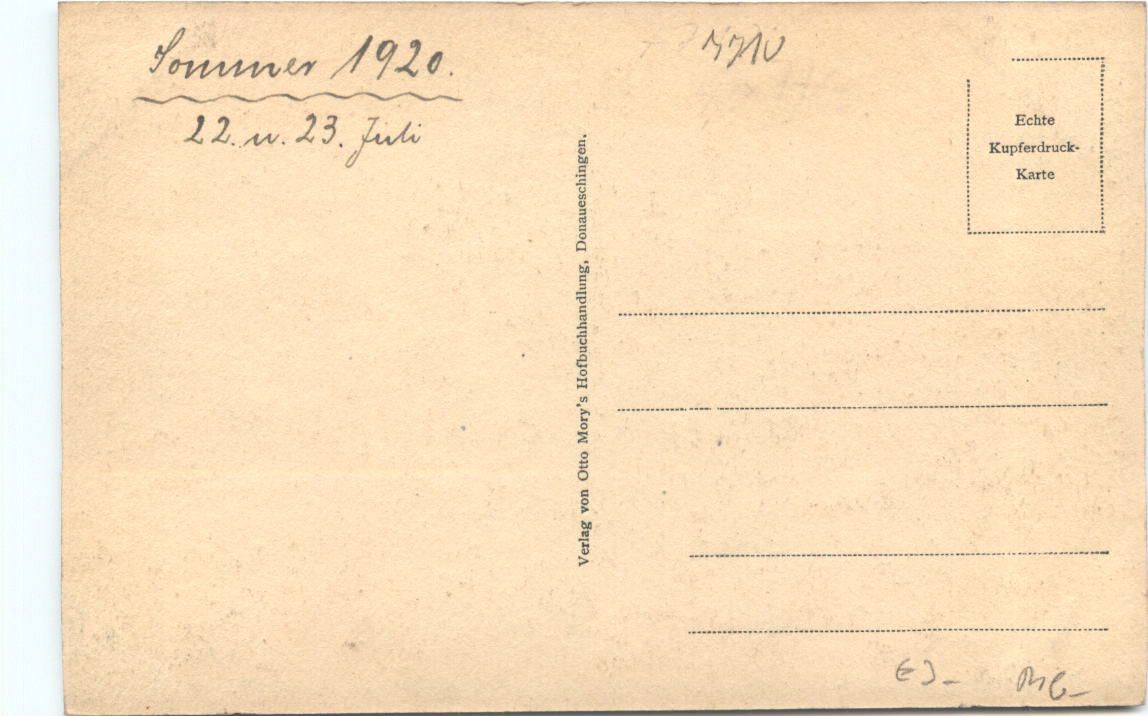 Sommer 1920.
22. u. 23. Juli
Echte
Kupferdruck-
Karte
Verlag von Otto Mory's Hofbuchhandlung, Donaueschingen.